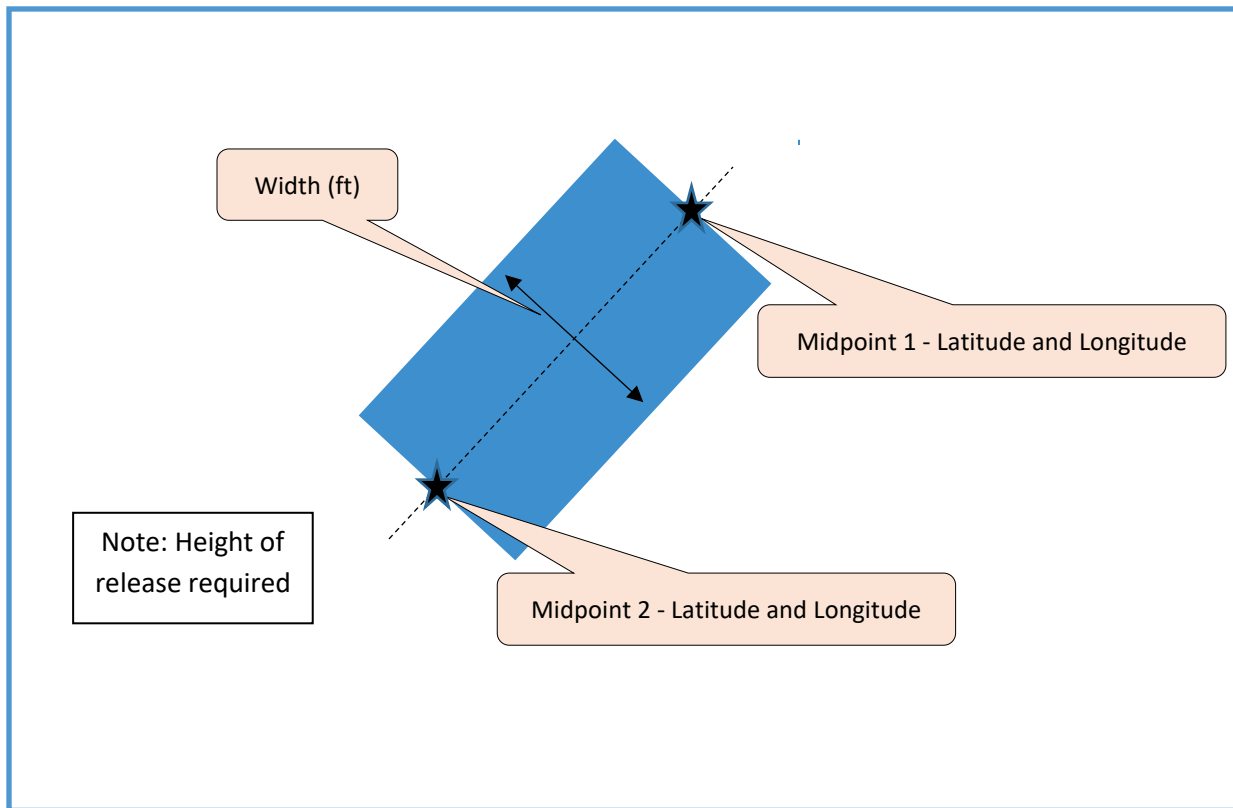 Width (ft)
Midpoint 1 - Latitude and Longitude
Note: Height of
release required
Midpoint 2 - Latitude and Longitude